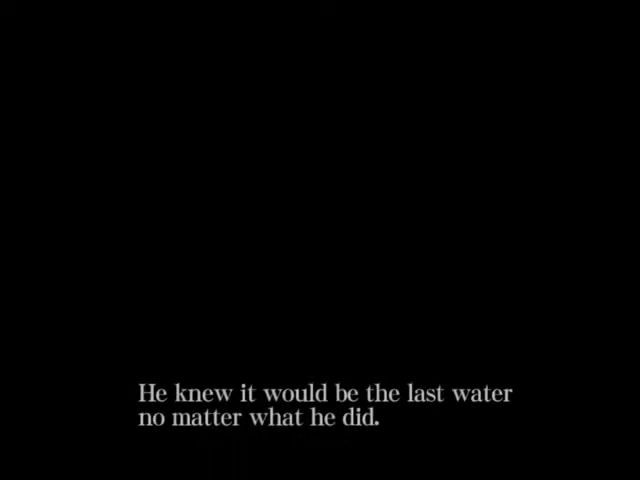 He knew it would be the last water
no matter what he did.